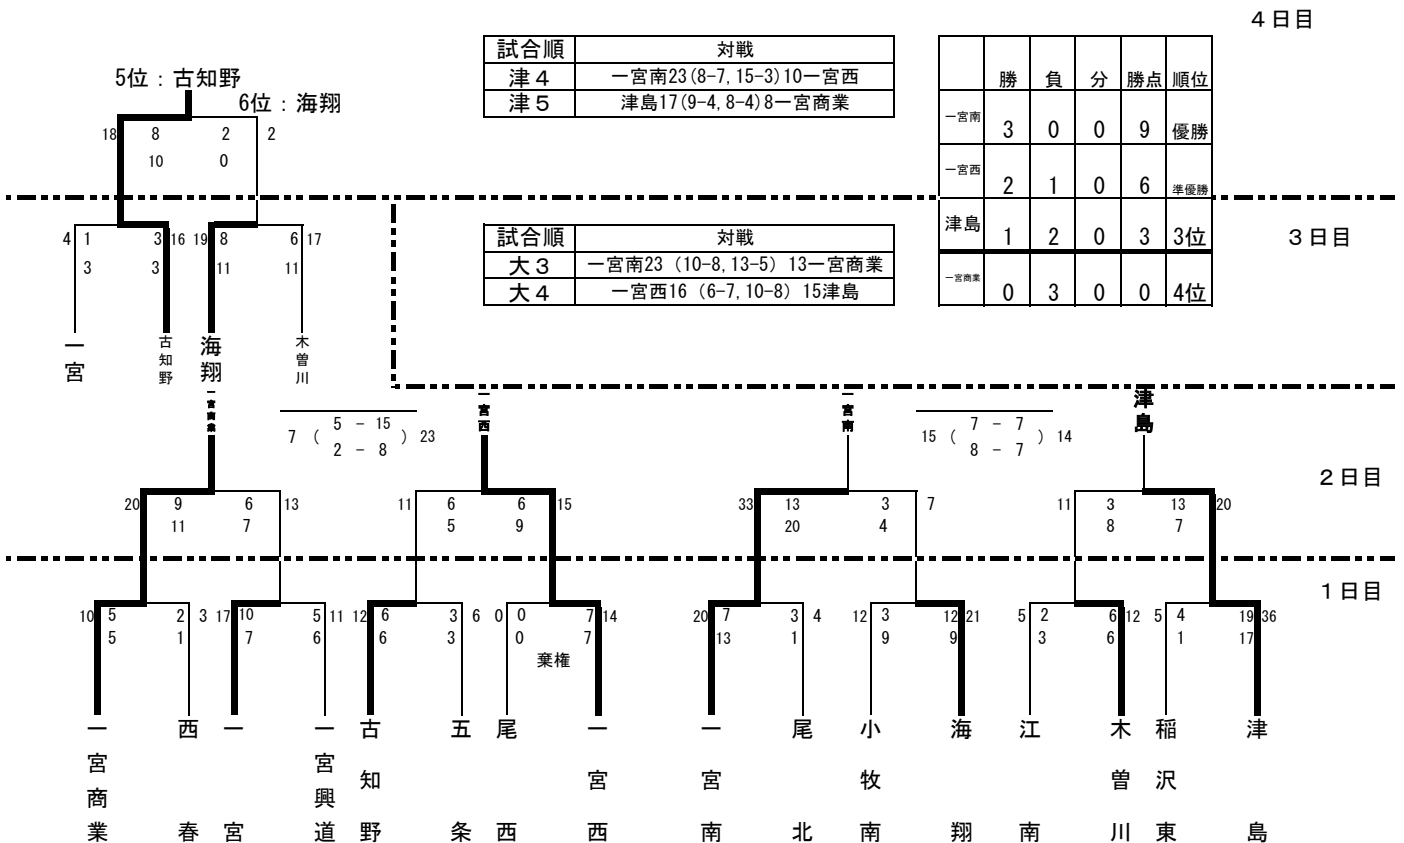 4日目
試合順 対戦
津4 一宮南23(8-7,15-3)10一宮西
津5 津島17(9-4,8-4)8一宮商業
勝 負 分 勝点 順位
一宮南 3 0 0 9 優勝
一宮西 2 1 0 6 準優勝
津島 1 2 0 3 3位
一宮商業 0 3 0 0 4位
5位：古知野
6位：海翔
18 8 2 2
10 0
3日目
試合順 対戦
大3 一宮南23 (10-8,13-5) 13一宮商業
大4 一宮西16 (6-7,10-8) 15津島
4 1 3 16 19 8 6 17
3 3 11 11
一宮 古知野 海翔 木曽川
一宮商業 一宮西 一宮南 津島
5 - 15 7 - 7
7 ( ) 23 15 ( ) 14
2 - 8 8 - 7
2日目
20 9 6 13 11 6 6 15 33 13 3 7 11 3 13 20
11 7 5 9 20 4 8 7
1日目
10 5 2 3 17 10 5 11 12 6 3 6 0 0 7 14 20 7 3 4 12 3 12 21 5 2 6 12 5 4 19 36
5 1 7 6 6 3 0 7 13 1 9 9 3 6 1 17
棄権
一宮商業 西春 一宮 一宮興道 古知野 五条 尾西 一宮西 一宮南 尾北 小牧南 海翔 江南 木曽川 稲沢東 津島